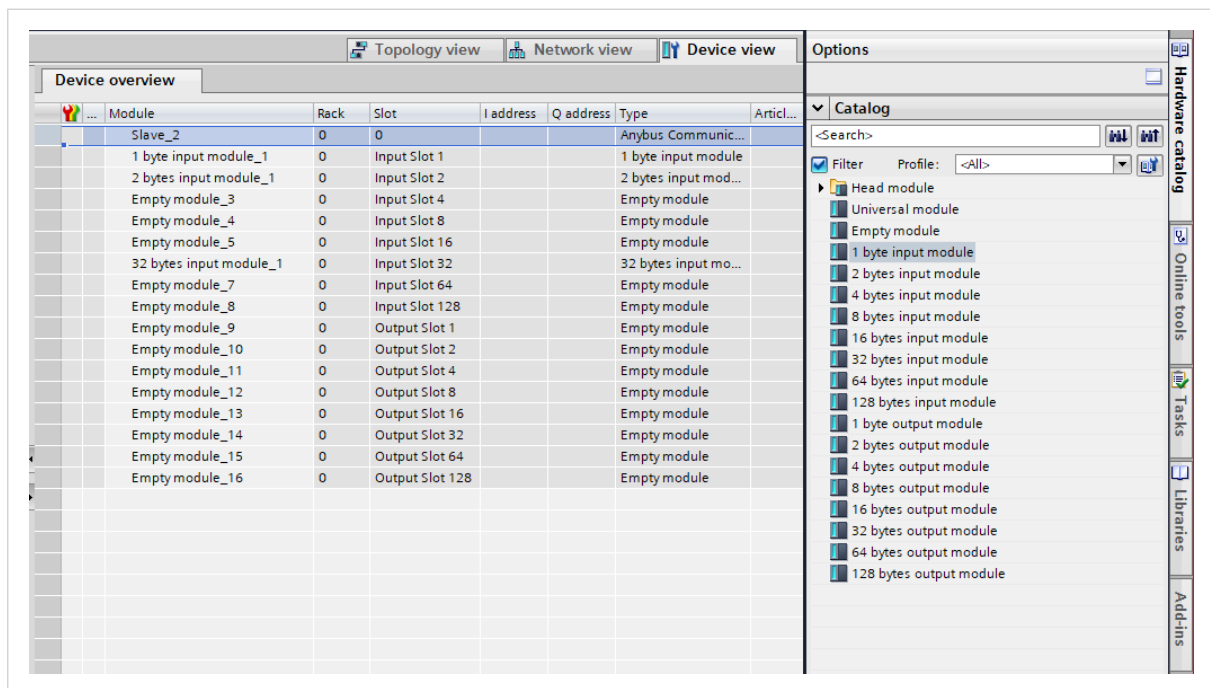 Topology view Network view Device view Options
Device overview
... Module Rack Slot I address Q address Type Articl... Catalog
Slave_2 0 0 Anybus Communic... <Search>
1 byte input module_1 0 Input Slot 1 1 byte input module Filter Profile: <All>
2 bytes input module_1 0 Input Slot 2 2 bytes input mod... Head module
Empty module_3 0 Input Slot 4 Empty module Universal module
Empty module_4 0 Input Slot 8 Empty module Empty module
Empty module_5 0 Input Slot 16 Empty module 1 byte input module
32 bytes input module_1 0 Input Slot 32 32 bytes input mo... 2 bytes input module
Empty module_7 0 Input Slot 64 Empty module 4 bytes input module
Empty module_8 0 Input Slot 128 Empty module 8 bytes input module
Empty module_9 0 Output Slot 1 Empty module 16 bytes input module
Empty module_10 0 Output Slot 2 Empty module 32 bytes input module
Empty module_11 0 Output Slot 4 Empty module 64 bytes input module
Empty module_12 0 Output Slot 8 Empty module 128 bytes input module
Empty module_13 0 Output Slot 16 Empty module 1 byte output module
Empty module_14 0 Output Slot 32 Empty module 2 bytes output module
Empty module_15 0 Output Slot 64 Empty module 4 bytes output module
Empty module_16 0 Output Slot 128 Empty module 8 bytes output module
16 bytes output module
32 bytes output module
64 bytes output module
128 bytes output module
Hardware catalog
Online tools
Tasks
Libraries
Add-ins